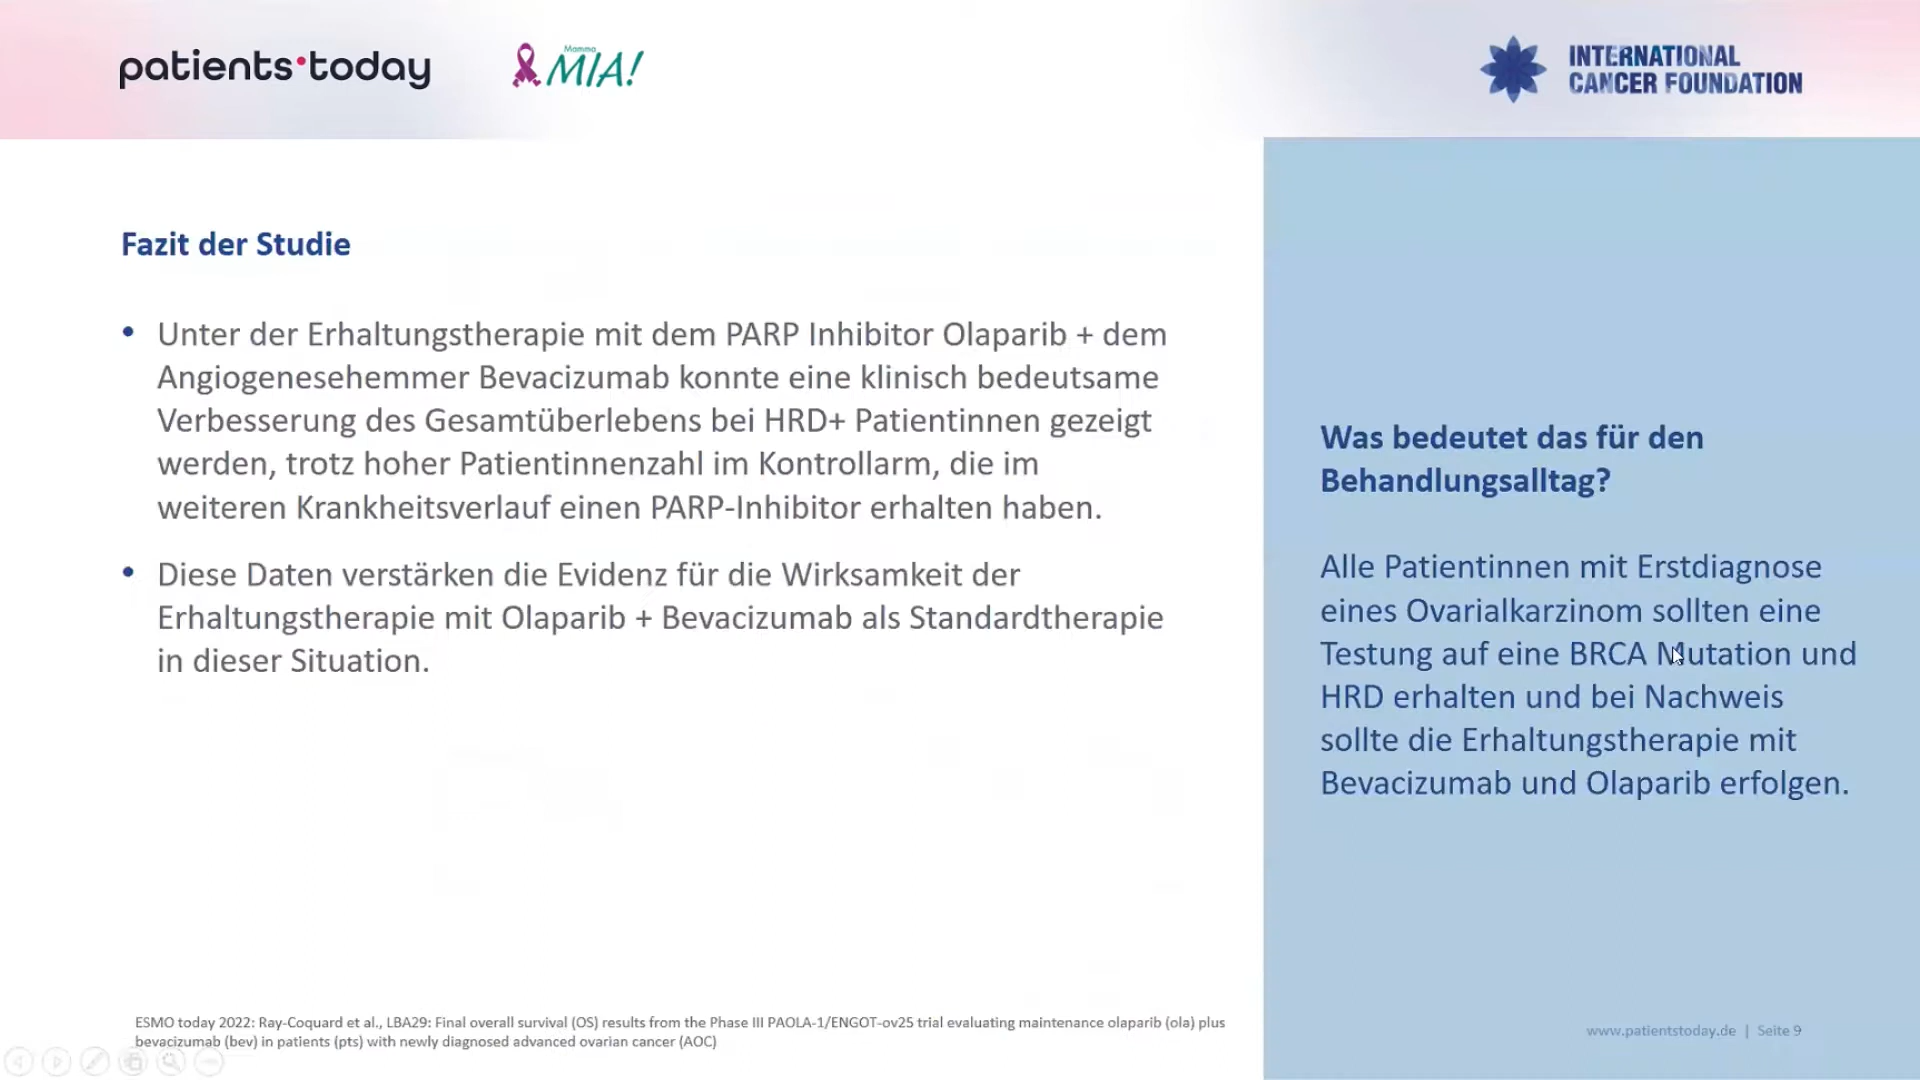 patients•today
Mamma
MIA!
INTERNATIONAL
CANCER FOUNDATION
Fazit der Studie
• Unter der Erhaltungstherapie mit dem PARP Inhibitor Olaparib + dem
Angiogenesehemmer Bevacizumab konnte eine klinisch bedeutsame
Verbesserung des Gesamtüberlebens bei HRD+ Patientinnen gezeigt
werden, trotz hoher Patientinnenzahl im Kontrollarm, die im
weiteren Krankheitsverlauf einen PARP-Inhibitor erhalten haben.
• Diese Daten verstärken die Evidenz für die Wirksamkeit der
Erhaltungstherapie mit Olaparib + Bevacizumab als Standardtherapie
in dieser Situation.
Was bedeutet das für den
Behandlungsalltag?
Alle Patientinnen mit Erstdiagnose
eines Ovarialkarzinom sollten eine
Testung auf eine BRCA Mutation und
HRD erhalten und bei Nachweis
sollte die Erhaltungstherapie mit
Bevacizumab und Olaparib erfolgen.
ESMO today 2022: Ray-Coquard et al., LBA29: Final overall survival (OS) results from the Phase III PAOLA-1/ENGOT-ov25 trial evaluating maintenance olaparib (ola) plus
bevacizumab (bev) in patients (pts) with newly diagnosed advanced ovarian cancer (AOC)
www.patientstoday.de | Seite 9